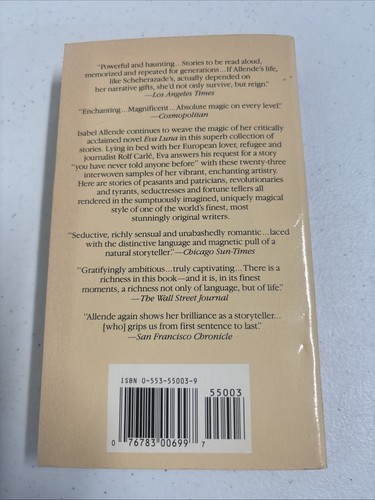 "Powerful and haunting...Stories to be read aloud,
memorized and repeated for generations...If Allende's life,
like Scheherazade's, actually depended on
her narrative gifts, she'd not only survive, but reign."
—Los Angeles Times
"Enchanting...Magnificent...Absolute magic on every level."
—Cosmopolitan
Isabel Allende continues to weave the magic of her critically
acclaimed novel Eva Luna in this superb collection of
stories. Lying in bed with her European lover, refugee and
journalist Rolf Carlé, Eva answers his request for a story
"you have never told anyone before" with these twenty-three
interwoven samples of her vibrant, enchanting artistry.
Here are stories of peasants and patricians, revolutionaries
and tyrants, seductresses and fortune tellers all
rendered in the sumptuously imagined, uniquely magical
style of one of the world's finest, most
stunningly original writers.
"Seductive, richly sensual and unabashedly romantic...laced
with the distinctive language and magnetic pull of a
natural storyteller."—Chicago Sun-Times
"Gratifyingly ambitious...truly captivating...There is a
richness in this book—and it is, in its finest
moments, a richness not only of language, but of life."
—The Wall Street Journal
"Allende again shows her brilliance as a storyteller...
[who] grips us from first sentence to last."
—San Francisco Chronicle
ISBN 0-553-55003-9
55003
0 76783 00699 7